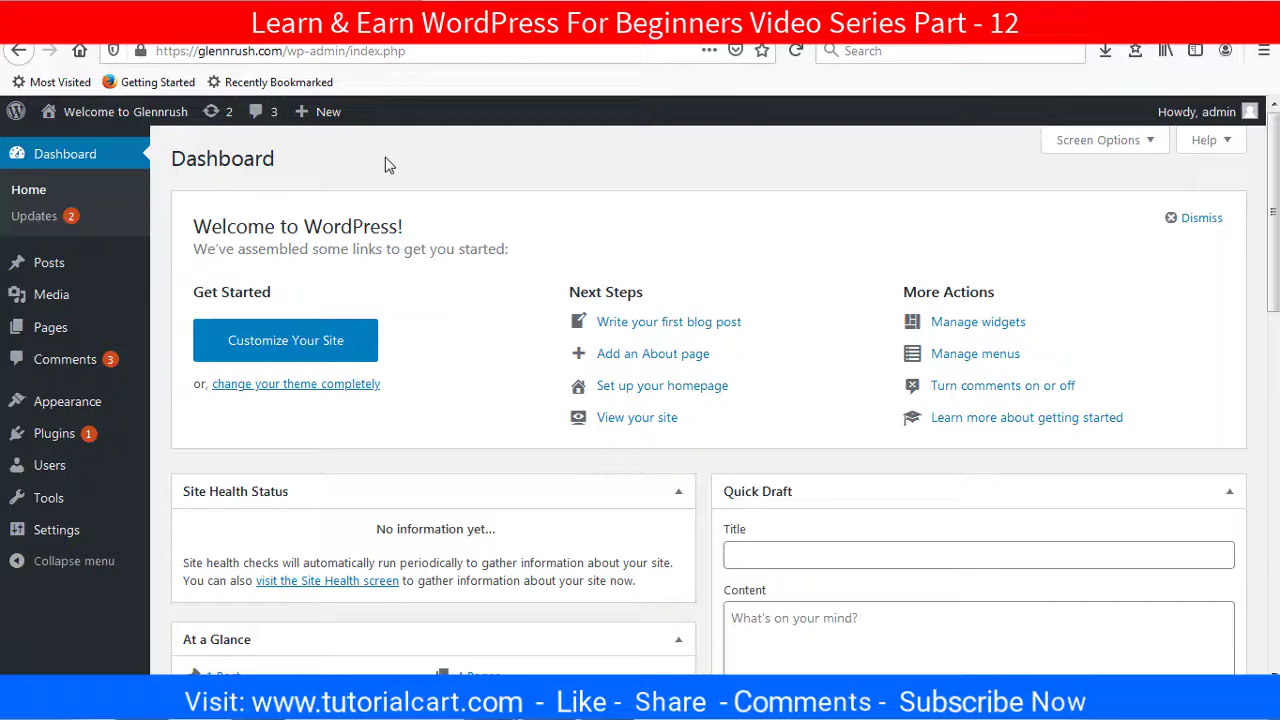 Learn & Earn WordPress For Beginners Video Series Part - 12
https://glennrush.com/wp-admin/index.php
Search
Most Visited
Getting Started
Recently Bookmarked
Welcome to Glennrush
2
3
New
Howdy, admin
Dashboard
Home
Updates 2
Posts
Media
Pages
Comments 3
Appearance
Plugins 1
Users
Tools
Settings
Collapse menu
Dashboard
Screen Options
Help
Welcome to WordPress!
We've assembled some links to get you started:
Dismiss
Get Started
Customize Your Site
or, change your theme completely
Next Steps
Write your first blog post
Add an About page
Set up your homepage
View your site
More Actions
Manage widgets
Manage menus
Turn comments on or off
Learn more about getting started
Site Health Status
No information yet...
Site health checks will automatically run periodically to gather information about your site.
You can also visit the Site Health screen to gather information about your site now.
At a Glance
Quick Draft
Title
Content
What's on your mind?
Visit: www.tutorialcart.com - Like - Share - Comments - Subscribe Now